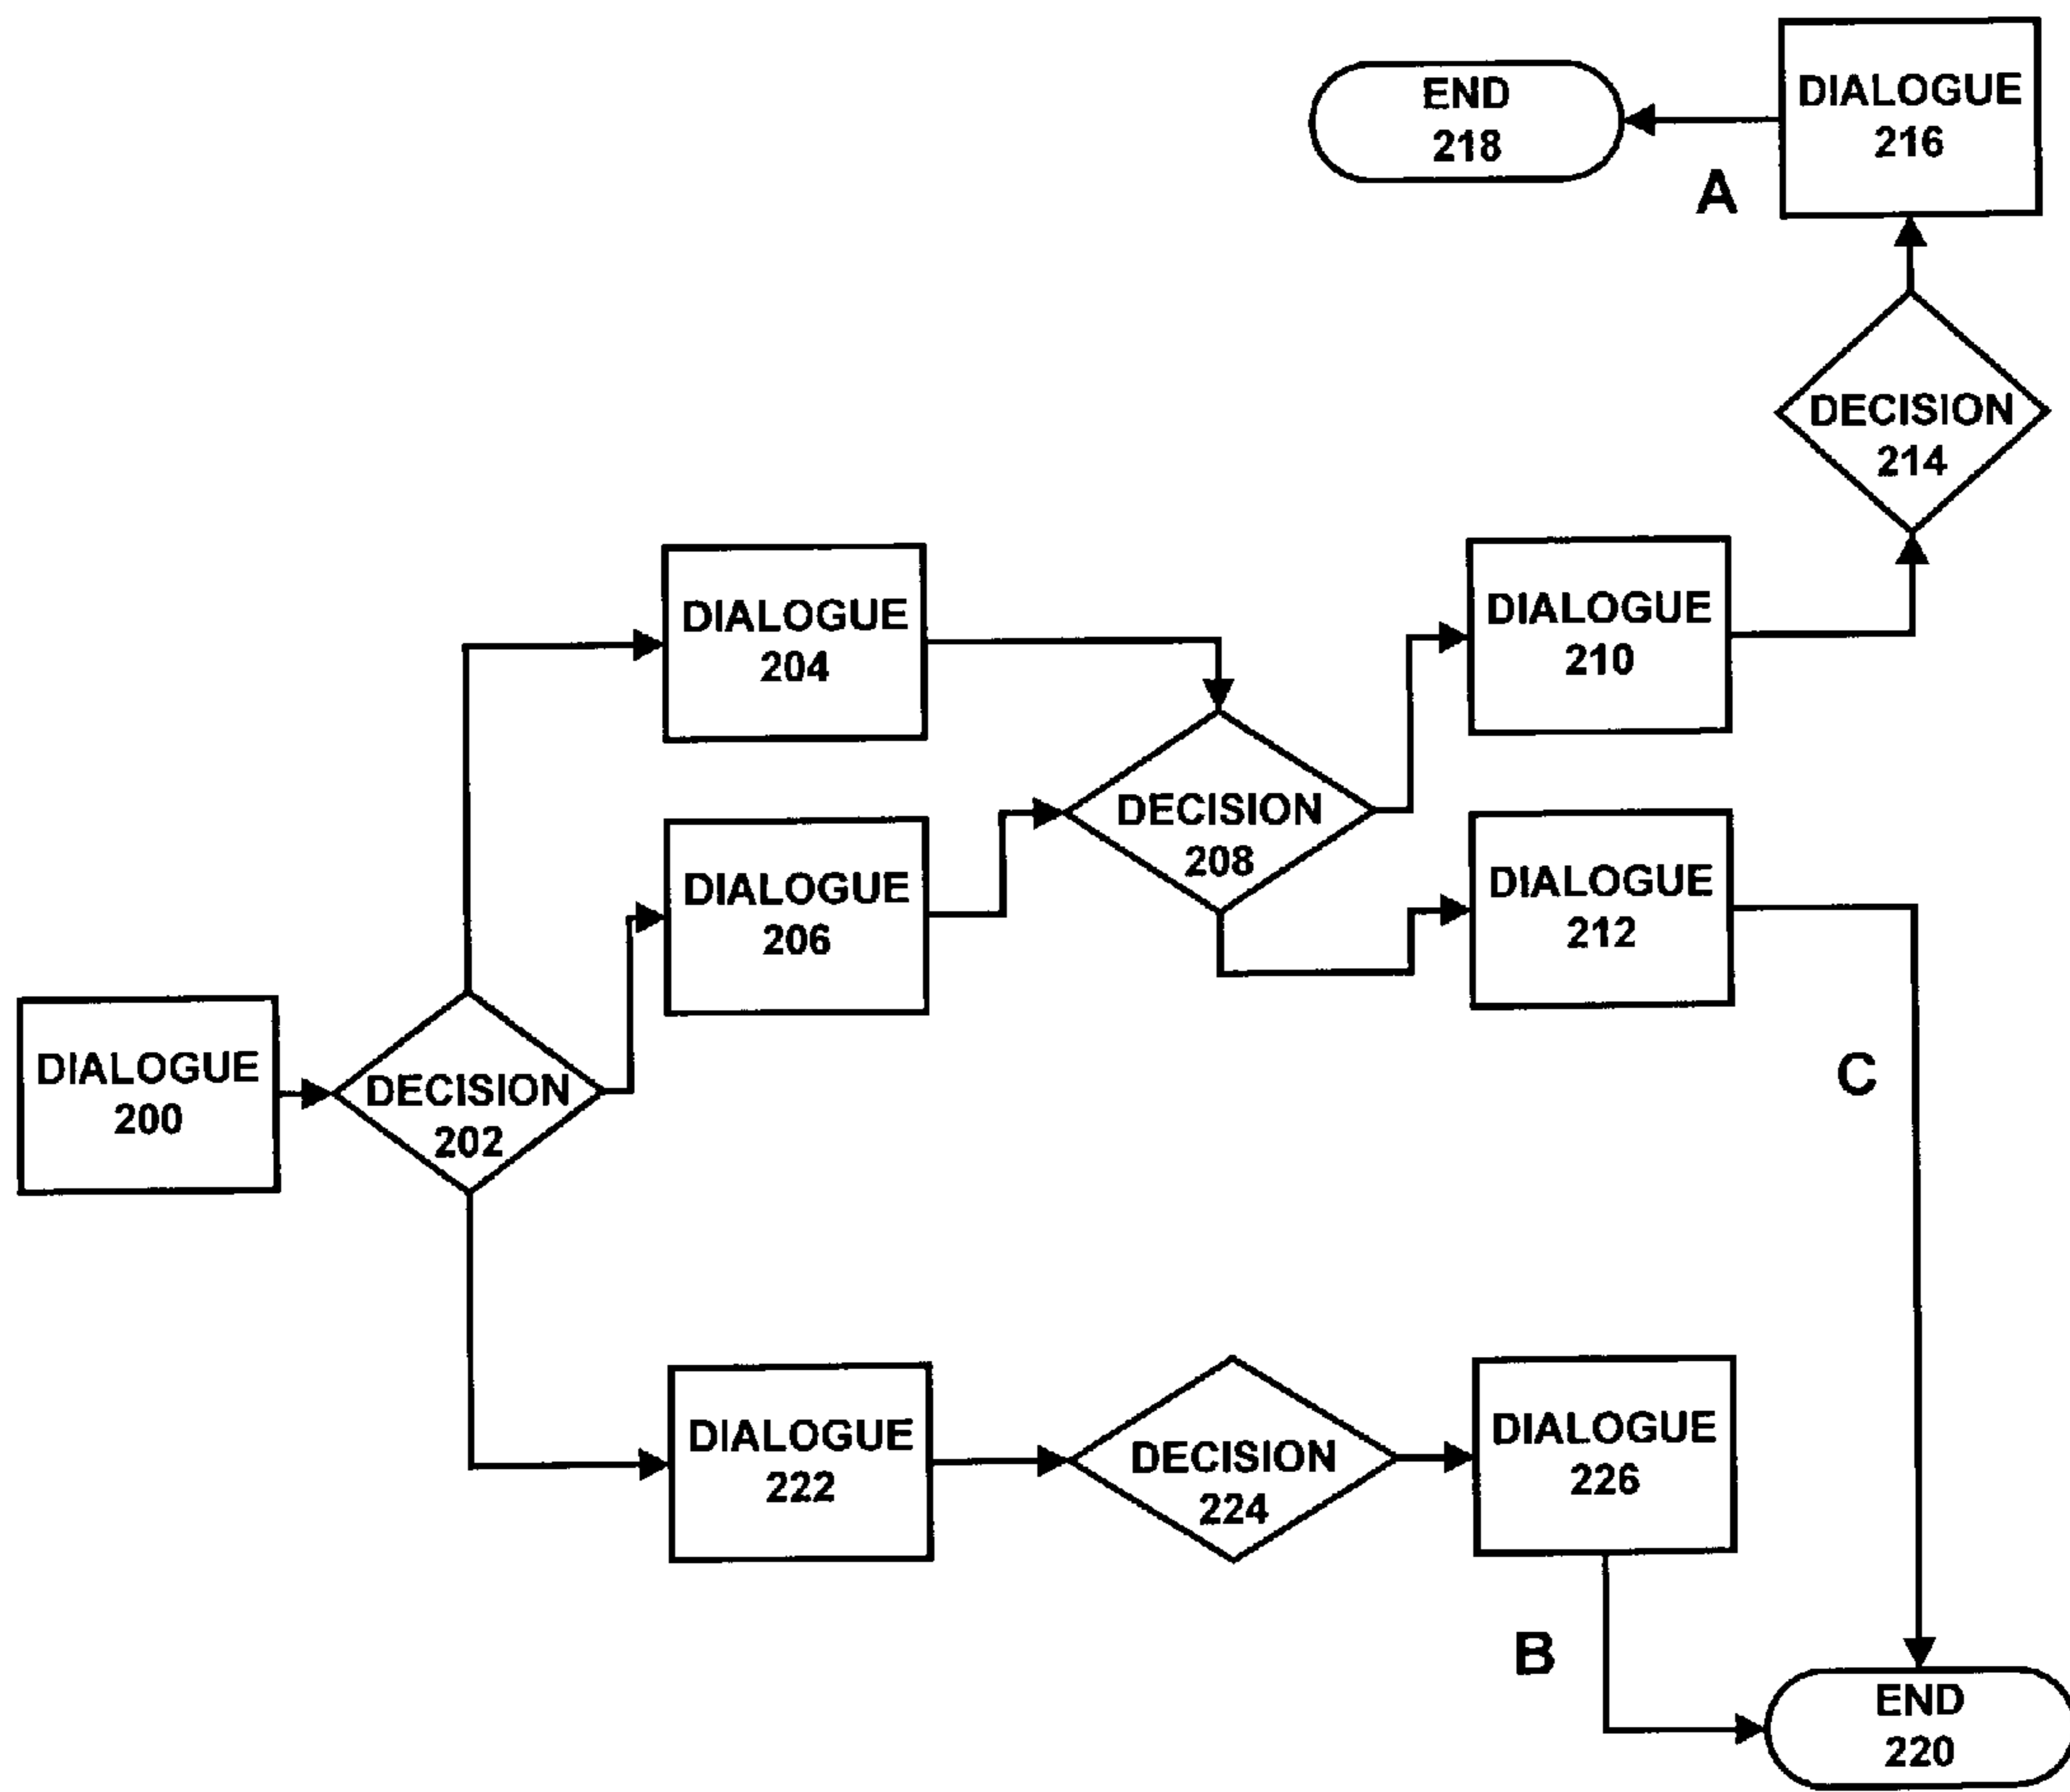 DIALOGUE
216
END
218
A
DECISION
214
DIALOGUE
204
DIALOGUE
210
DECISION
208
DIALOGUE
206
DIALOGUE
212
DIALOGUE
200
DECISION
202
C
DIALOGUE
222
DECISION
224
DIALOGUE
226
B
END
220